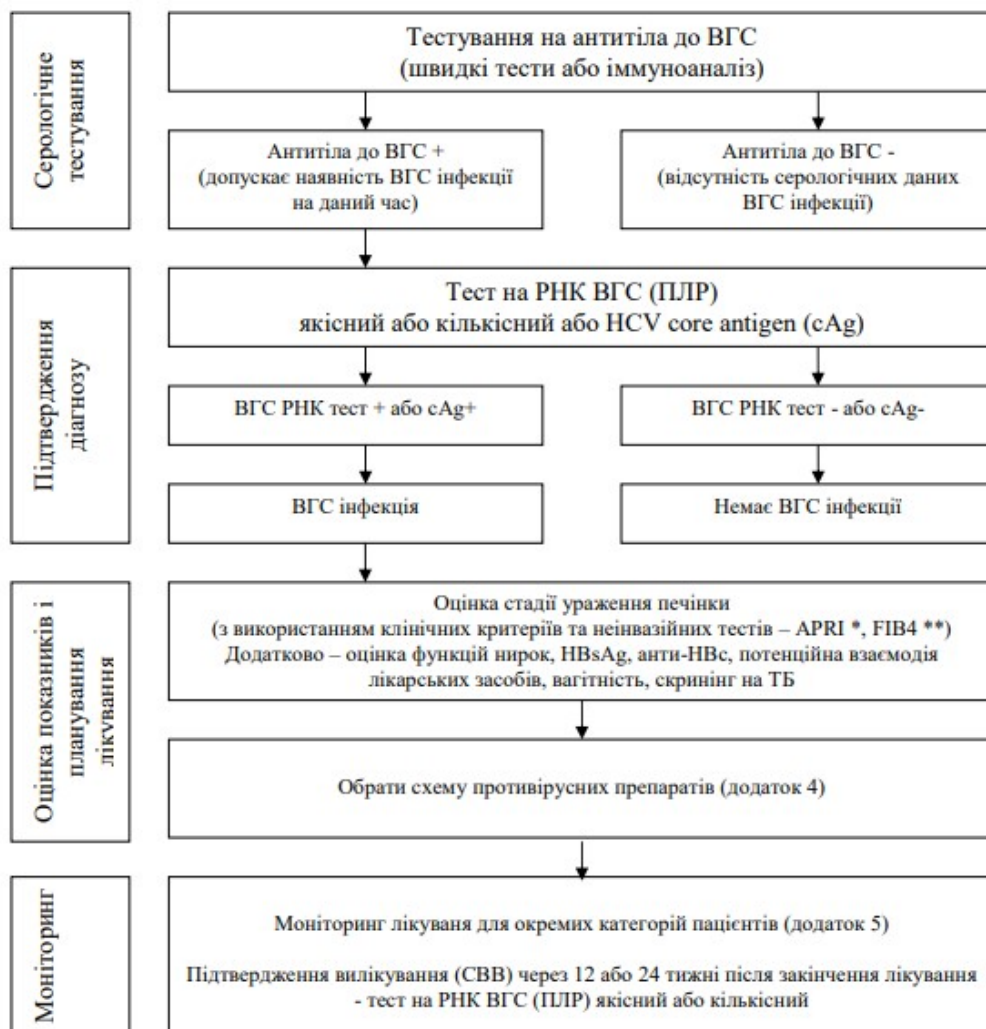 Серологічне
тестування
Тестування на антитіла до ВГС
(швидкі тести або іммуноаналіз)
Антитіла до ВГС +
(допускає наявність ВГС інфекції
на даний час)
Антитіла до ВГС -
(відсутність серологічних даних
ВГС інфекції)
Підтвердження
діагнозу
Тест на РНК ВГС (ПЛР)
якісний або кількісний або HCV core antigen (cAg)
ВГС РНК тест + або cAg+
ВГС РНК тест - або cAg-
ВГС інфекція
Немає ВГС інфекції
Оцінка показників і
планування
лікування
Оцінка стадії ураження печінки
(з використанням клінічних критеріїв та неінвазійних тестів – APRI *, FIB4 **)
Додатково – оцінка функцій нирок, HBsAg, анти-HBc, потенційна взаємодія
лікарських засобів, вагітність, скринінг на ТБ
Обрати схему противірусних препаратів (додаток 4)
Моніторинг
Моніторинг лікуваня для окремих категорій пацієнтів (додаток 5)
Підтвердження вилікування (СВВ) через 12 або 24 тижні після закінчення лікування
- тест на РНК ВГС (ПЛР) якісний або кількісний